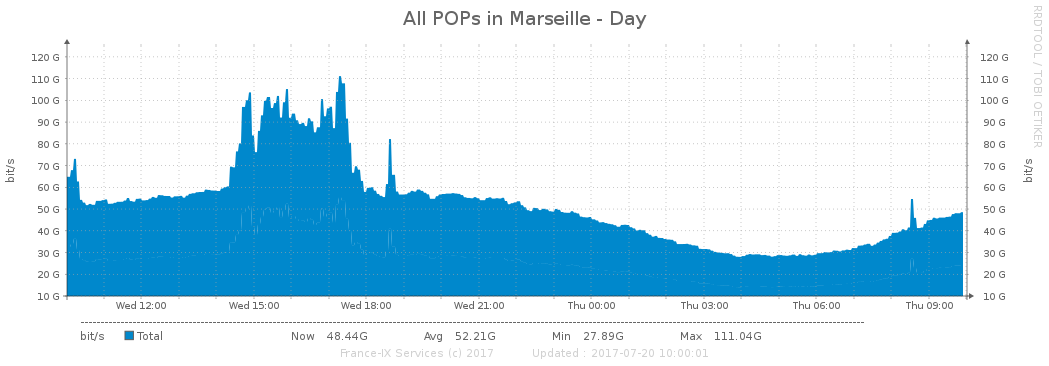 All POPs in Marseille - Day
RRDTOOL / TOBI OETIKER
120 G 120 G
110 G 110 G
100 G 100 G
90 G 90 G
80 G 80 G
70 G 70 G
60 G 60 G
50 G 50 G
40 G 40 G
30 G 30 G
20 G 20 G
10 G 10 G
bit/s
bit/s
Wed 12:00 Wed 15:00 Wed 18:00 Wed 21:00 Thu 00:00 Thu 03:00 Thu 06:00 Thu 09:00
bit/s Total Now 48.44G Avg 52.21G Min 27.89G Max 111.04G
France-IX Services (c) 2017 Updated : 2017-07-20 10:00:01